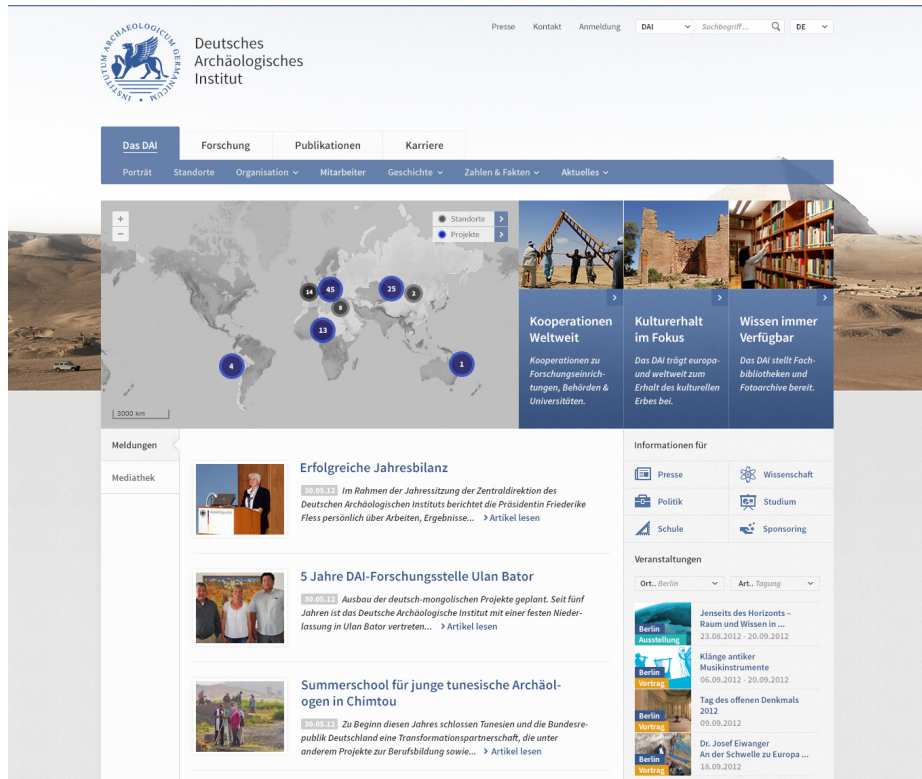 INSTITUTUM ARCHAEOLOGICUM GERMANICUM
Deutsches
Archäologisches
Institut
Presse Kontakt Anmeldung DAI Suchbegriff ... DE
Das DAI Forschung Publikationen Karriere
Porträt Standorte Organisation Mitarbeiter Geschichte Zahlen & Fakten Aktuelles
+
−
Standorte
Projekte
14 45 25 2
8
13
4 1
3000 km
Kooperationen
Weltweit
Kooperationen zu
Forschungseinrich-
tungen, Behörden &
Universitäten.
Kulturerhalt
im Fokus
Das DAI trägt europa-
und weltweit zum
Erhalt des kulturellen
Erbes bei.
Wissen immer
Verfügbar
Das DAI stellt Fach-
bibliotheken und
Fotoarchive bereit.
Meldungen
Mediathek
Erfolgreiche Jahresbilanz
30.05.12 Im Rahmen der Jahressitzung der Zentraldirektion des
Deutschen Archäologischen Instituts berichtet die Präsidentin Friederike
Fless persönlich über Arbeiten, Ergebnisse... Artikel lesen
5 Jahre DAI-Forschungsstelle Ulan Bator
30.05.12 Ausbau der deutsch-mongolischen Projekte geplant. Seit fünf
Jahren ist das Deutsche Archäologische Institut mit einer festen Nieder-
lassung in Ulan Bator vertreten... Artikel lesen
Summerschool für junge tunesische Archäol-
ogen in Chimtou
30.05.12 Zu Beginn diesen Jahres schlossen Tunesien und die Bundesre-
publik Deutschland eine Transformationspartnerschaft, die unter
anderem Projekte zur Berufsbildung sowie... Artikel lesen
Informationen für
Presse Wissenschaft
Politik Studium
Schule Sponsoring
Veranstaltungen
Ort.. Berlin Art.. Tagung
Berlin
Ausstellung
Jenseits des Horizonts –
Raum und Wissen in ...
23.08.2012 - 20.09.2012
Berlin
Vortrag
Klänge antiker
Musikinstrumente
06.09.2012 - 20.09.2012
Berlin
Vortrag
Tag des offenen Denkmals
2012
09.09.2012
Berlin
Vortrag
Dr. Josef Eiwanger
An der Schwelle zu Europa ...
18.09.2012